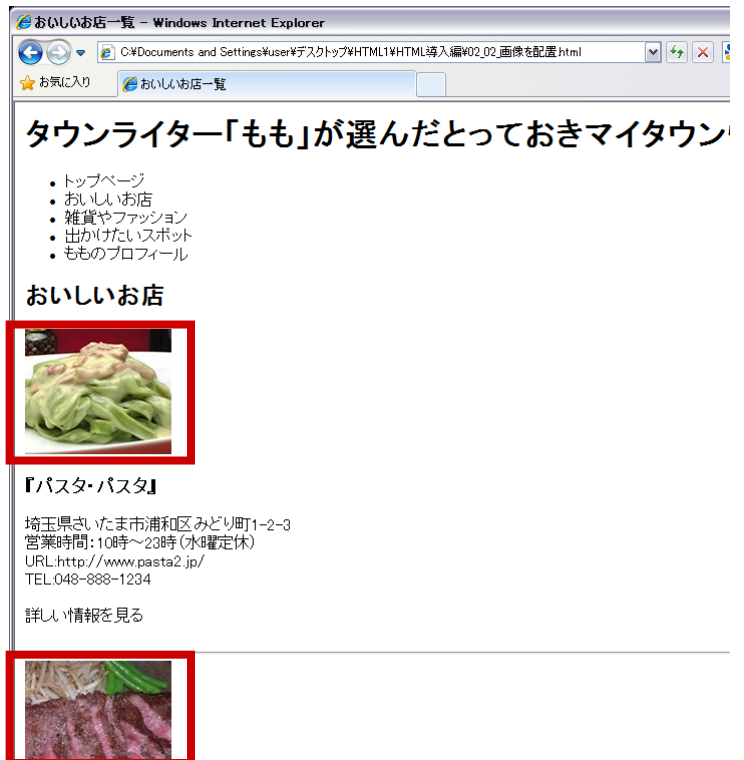 おいしいお店一覧 - Windows Internet Explorer
C:¥Documents and Settings¥user¥デスクトップ¥HTML1¥HTML導入編¥02_02_画像を配置.html
お気に入り
おいしいお店一覧
タウンライター「もも」が選んだとっておきマイタウン
・トップページ
・おいしいお店
・雑貨やファッション
・出かけたいスポット
・もものプロフィール
おいしいお店
『パスタ・パスタ』
埼玉県さいたま市浦和区みどり町1-2-3
営業時間:10時～23時(水曜定休)
URL:http://www.pasta2.jp/
TEL:048-888-1234
詳しい情報を見る